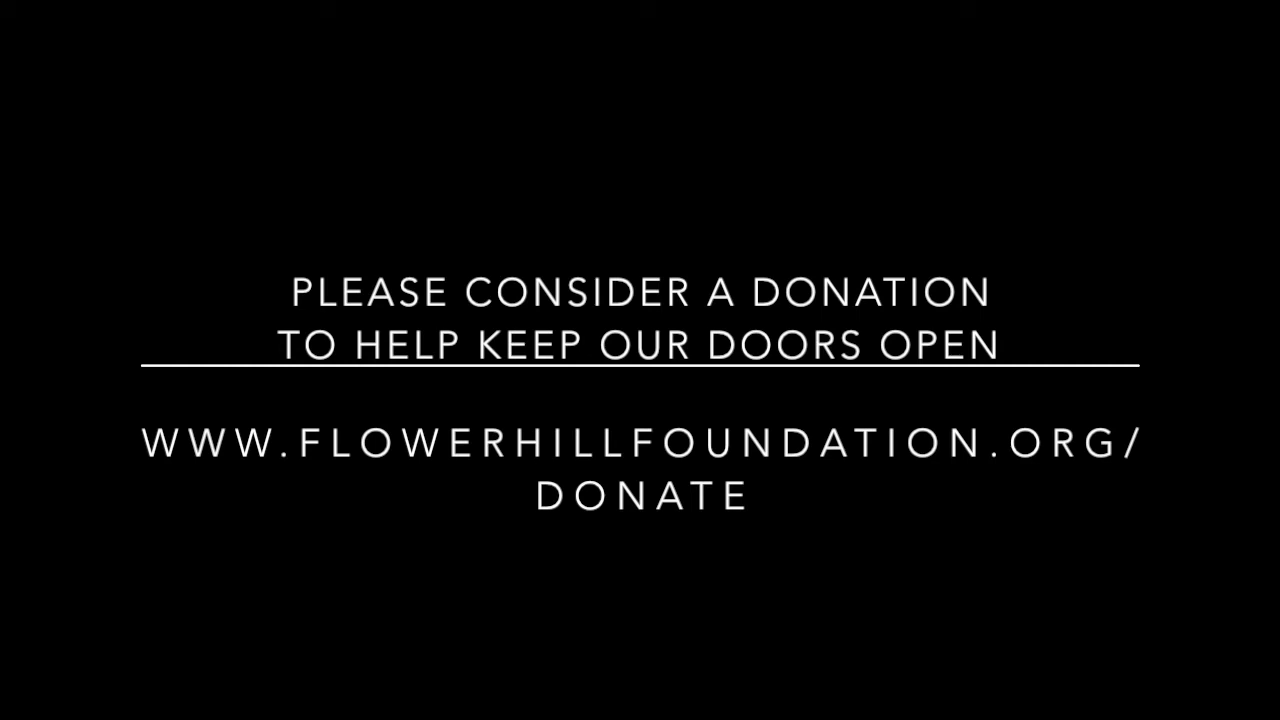 PLEASE CONSIDER A DONATION
TO HELP KEEP OUR DOORS OPEN
WWW.FLOWERHILLFOUNDATION.ORG/
DONATE